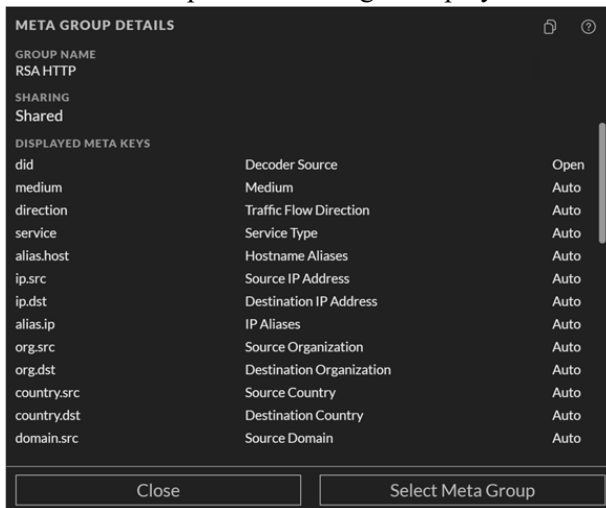 META GROUP DETAILS
GROUP NAME
RSA HTTP
SHARING
Shared
DISPLAYED META KEYS
did Decoder Source Open
medium Medium Auto
direction Traffic Flow Direction Auto
service Service Type Auto
alias.host Hostname Aliases Auto
ip.src Source IP Address Auto
ip.dst Destination IP Address Auto
alias.ip IP Aliases Auto
org.src Source Organization Auto
org.dst Destination Organization Auto
country.src Source Country Auto
country.dst Destination Country Auto
domain.src Source Domain Auto
Close Select Meta Group